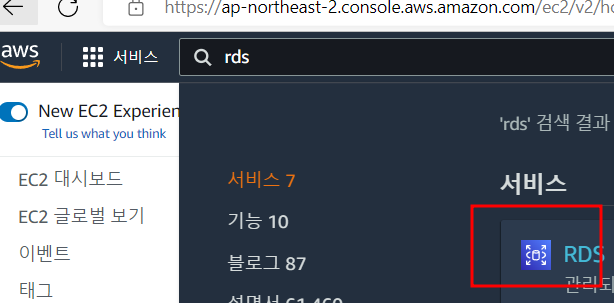 https://ap-northeast-2.console.aws.amazon.com/ec2/v2/ho
aws
서비스
rds
New EC2 Experien
Tell us what you think
'rds' 검색 결과
EC2 대시보드
서비스 7
서비스
EC2 글로벌 보기
기능 10
이벤트
블로그 87
RDS
관리되
태그